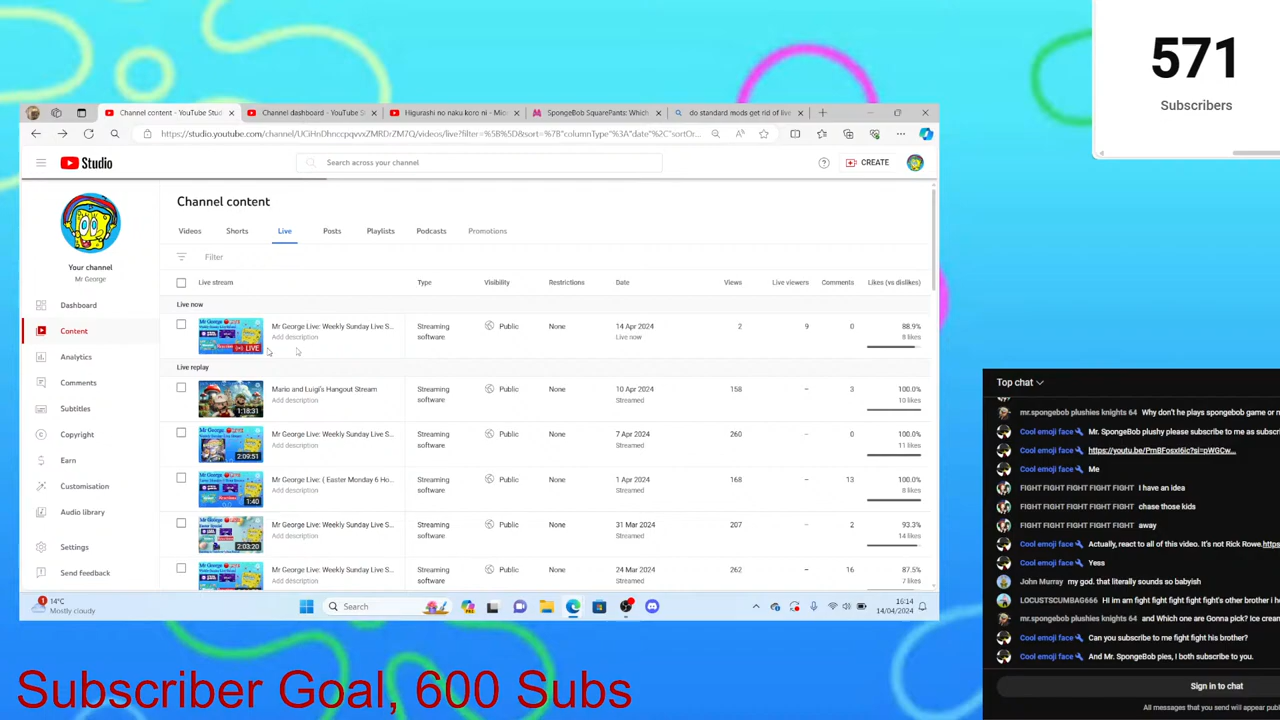 571
Subscribers
Channel content - YouTube Stud
Channel dashboard - YouTube S
Higurashi no naku koro ni - Mic
SpongeBob SquarePants: Which
do standard mods get rid of live
Studio
Search across your channel
CREATE
Channel content
Videos Shorts Live Posts Playlists Podcasts Promotions
Filter
Your channel
Mr George
Dashboard
Content
Analytics
Comments
Subtitles
Copyright
Earn
Customisation
Audio library
Settings
Send feedback
Live stream Type Visibility Restrictions Date Views Live viewers Comments Likes (vs dislikes)
Live now
Mr George Live: Weekly Sunday Live S... Streaming software Public None 14 Apr 2024 2 9 0 88.9%
Add description Live now 8 likes
LIVE
Live replay
Mario and Luigi's Hangout Stream Streaming software Public None 10 Apr 2024 158 – 3 100.0%
Add description Streamed 10 likes
1:18:31
Mr George Live: Weekly Sunday Live S... Streaming software Public None 7 Apr 2024 260 – 0 100.0%
Add description Streamed 11 likes
2:09:51
Mr George Live: ( Easter Monday 6 Ho... Streaming software Public None 1 Apr 2024 168 – 13 100.0%
Add description Streamed 8 likes
1:40
Mr George Live: Weekly Sunday Live S... Streaming software Public None 31 Mar 2024 207 – 2 93.3%
Add description Streamed 14 likes
2:03:20
Mr George Live: Weekly Sunday Live S... Streaming software Public None 24 Mar 2024 262 – 16 87.5%
Add description Streamed 7 likes
14°C
Mostly cloudy
Search
16:14
14/04/2024
Top chat
mr.spongebob plushies knights 64 Why don't he plays spongebob game or n
Cool emoji face Mr. SpongeBob plushy please subscribe to me as subscr
Cool emoji face
Cool emoji face Me
FIGHT FIGHT FIGHT FIGHT FIGHT I have an idea
FIGHT FIGHT FIGHT FIGHT FIGHT chase those kids
FIGHT FIGHT FIGHT FIGHT FIGHT away
Cool emoji face Actually, react to all of this video. It's not Rick Rowe.https
Cool emoji face Yess
John Murray my god. that literally sounds so babyish
LOCUSTSCUMBAG666 Hi im am fight fight fight fight fight's other brother i h
mr.spongebob plushies knights 64 and Which one are Gonna pick? Ice crean
Cool emoji face Can you subscribe to me fight fight his brother?
Cool emoji face And Mr. SpongeBob pies, I both subscribe to you.
Sign in to chat
All messages that you send will appear publ
Subscriber Goal, 600 Subs